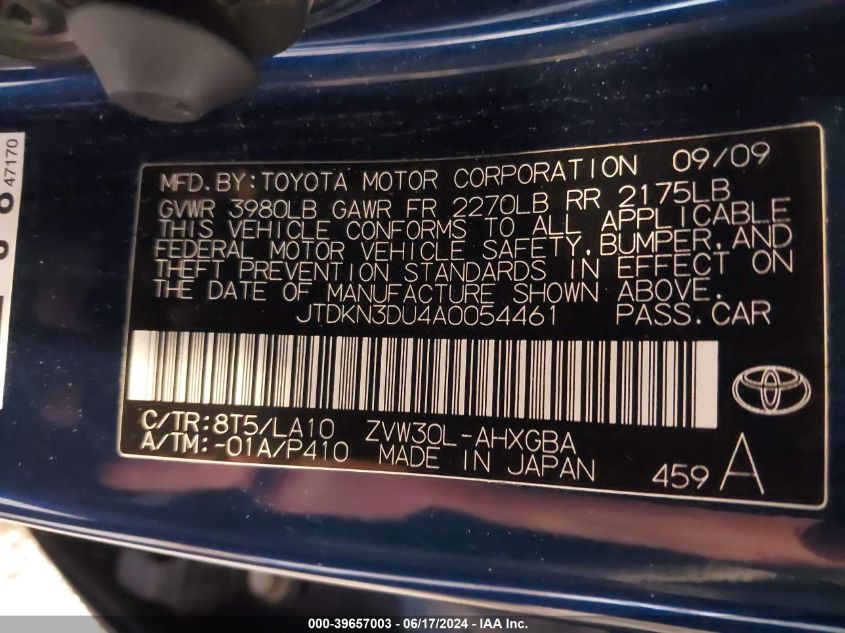 47170
MFD.BY:TOYOTA MOTOR CORPORATION 09/09
GVWR 3980LB GAWR FR 2270LB RR 2175LB
THIS VEHICLE CONFORMS TO ALL APPLICABLE
FEDERAL MOTOR VEHICLE SAFETY,BUMPER,AND
THEFT PREVENTION STANDARDS IN EFFECT ON
THE DATE OF MANUFACTURE SHOWN ABOVE.
JTDKN3DU4A0054461 PASS.CAR
C/TR:8T5/LA10 ZVW30L-AHXGBA
A/TM:-01A/P410 MADE IN JAPAN
459 A
000-39657003 - 06/17/2024 - IAA Inc.